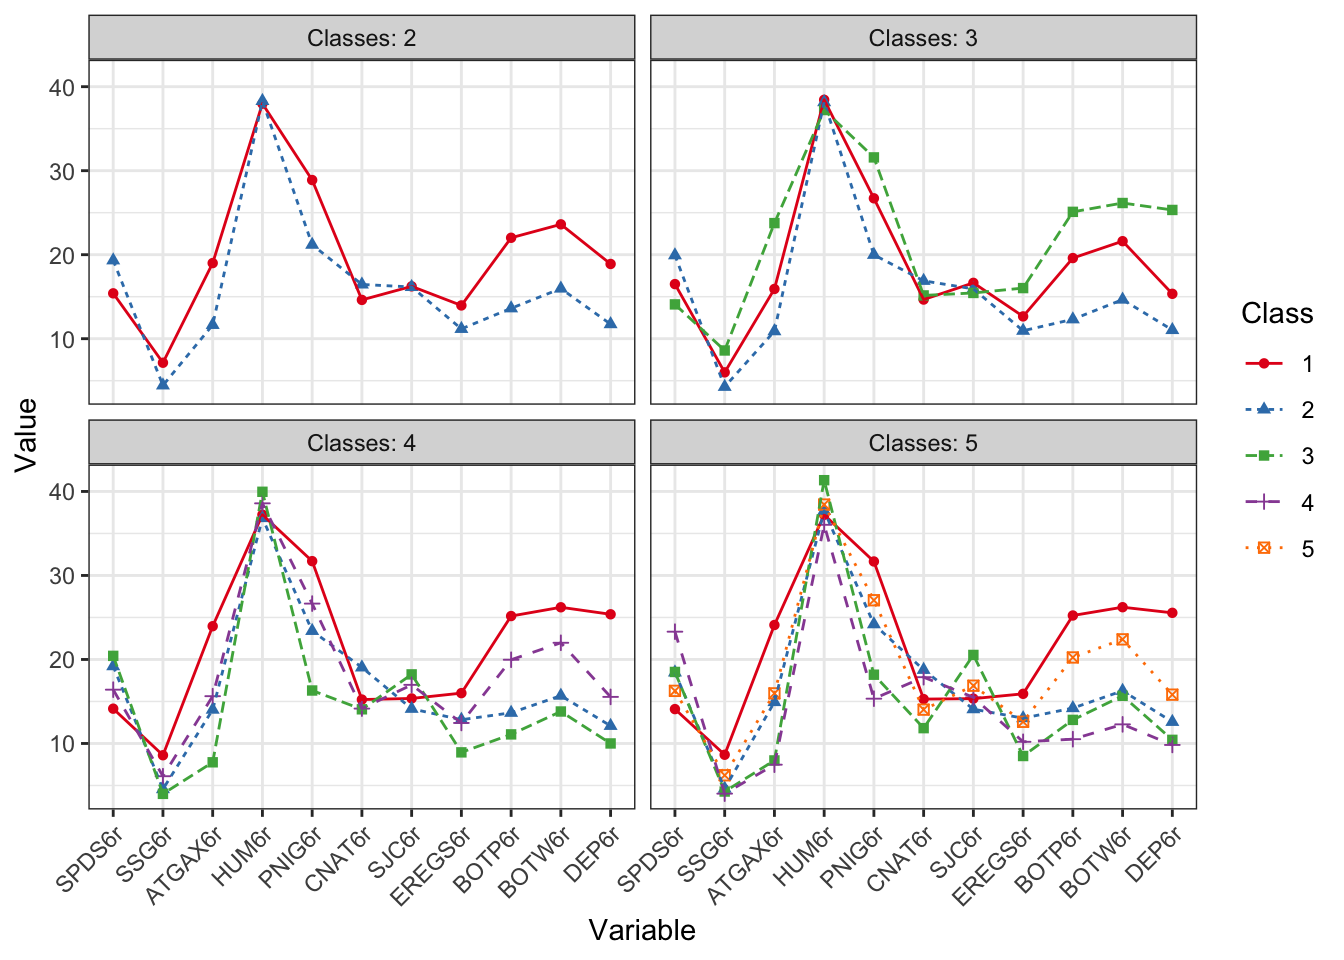 Classes: 2
Classes: 3
40
30
20
10
Classes: 4
Classes: 5
40
30
20
10
Value
SPDS6r
SSG6r
ATGAX6r
HUM6r
PNIG6r
CNAT6r
SJC6r
EREGS6r
BOTP6r
BOTW6r
DEP6r
SPDS6r
SSG6r
ATGAX6r
HUM6r
PNIG6r
CNAT6r
SJC6r
EREGS6r
BOTP6r
BOTW6r
DEP6r
Variable
Class
1
2
3
4
5